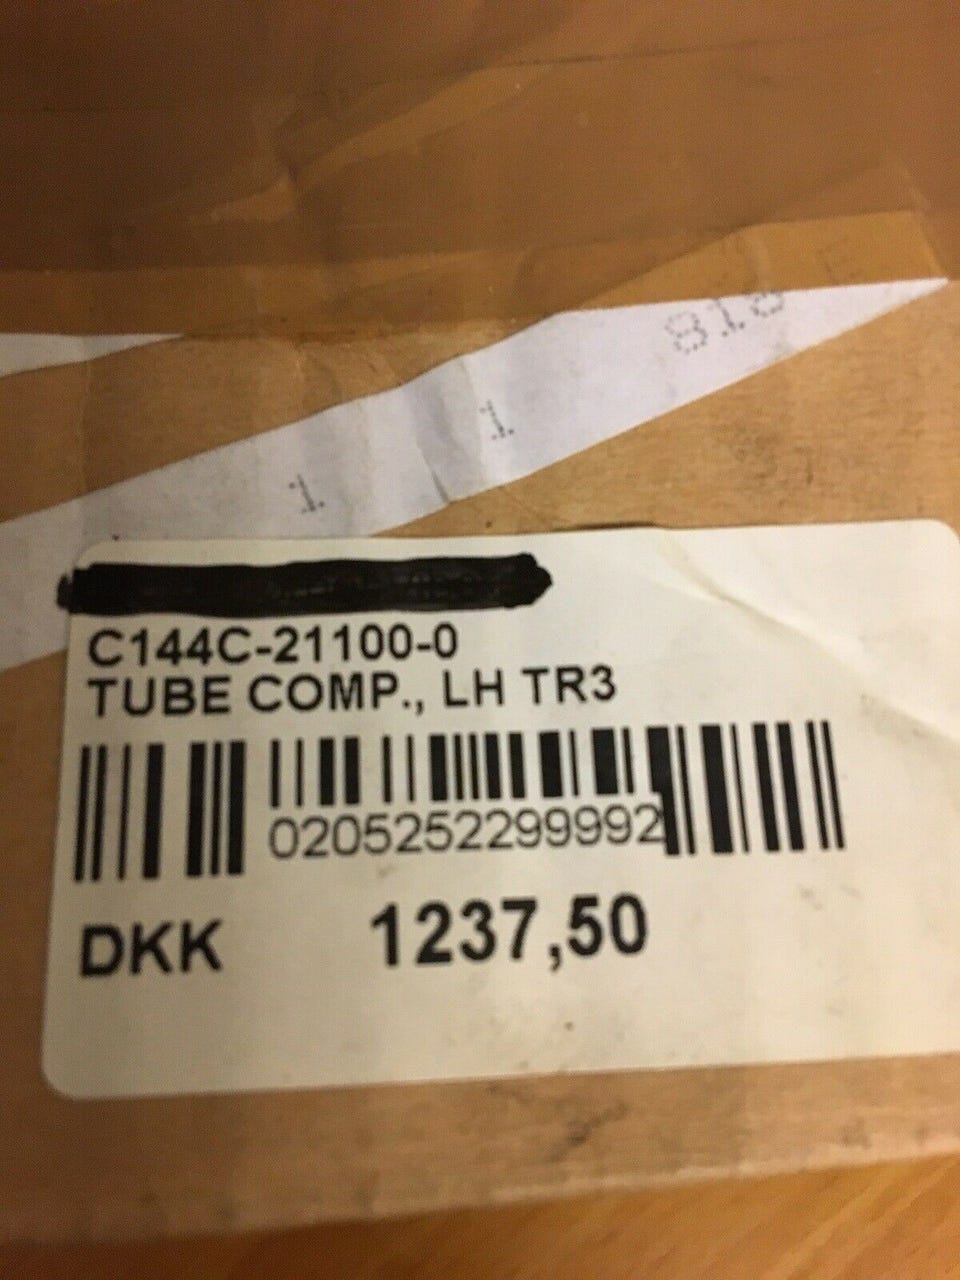 818
1
1
C144C-21100-0
TUBE COMP., LH TR3
0205252299992
DKK 1237,50